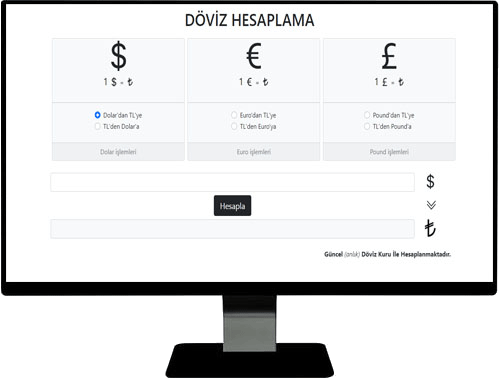 DÖVİZ HESAPLAMA
$
1 $ = ₺
Dolar'dan TL'ye
TL'den Dolar'a
Dolar işlemleri
€
1 € = ₺
Euro'dan TL'ye
TL'den Euro'ya
Euro işlemleri
£
1 £ = ₺
Pound'dan TL'ye
TL'den Pound'a
Pound işlemleri
$
Hesapla
₺
Güncel (anlık) Döviz Kuru İle Hesaplanmaktadır.